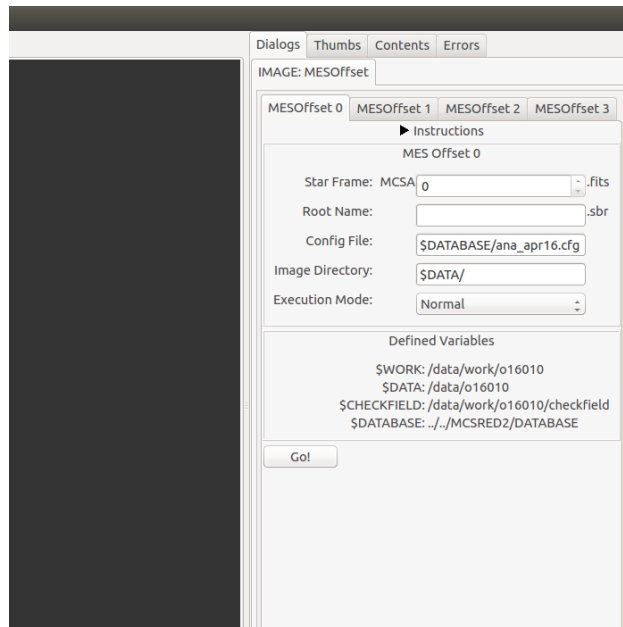 Dialogs Thumbs Contents Errors
IMAGE: MESOffset
MESOffset 0 MESOffset 1 MESOffset 2 MESOffset 3
Instructions
MES Offset 0
Star Frame: MCSA 0 .fits
Root Name: .sbr
Config File: $DATABASE/ana_apr16.cfg
Image Directory: $DATA/
Execution Mode: Normal
Defined Variables
$WORK: /data/work/o16010
$DATA: /data/o16010
$CHECKFIELD: /data/work/o16010/checkfield
$DATABASE: ../../MCSRED2/DATABASE
Go!